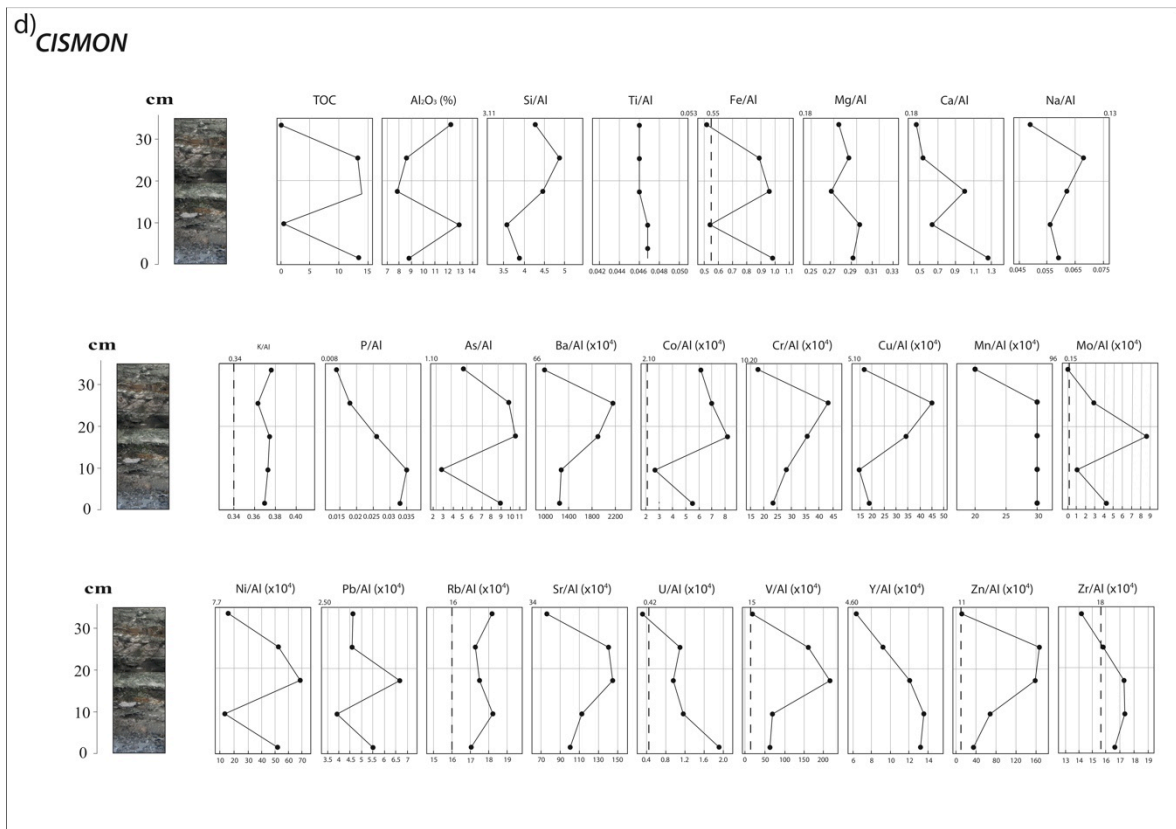 d)
CISMON
cm TOC Al₂O₃ (%) Si/Al Ti/Al Fe/Al Mg/Al Ca/Al Na/Al
3.11 0.053 0.55 0.18 0.18 0.13
30
20
10
0
0 5 10 15 7 8 9 10 11 12 13 14 3.5 4 4.5 5 0.042 0.044 0.046 0.048 0.050 0.5 0.6 0.7 0.8 0.9 1.0 1.1 0.25 0.27 0.29 0.31 0.33 0.5 0.7 0.9 1.1 1.3 0.045 0.055 0.065 0.075
cm K/Al P/Al As/Al Ba/Al (x10⁴) Co/Al (x10⁴) Cr/Al (x10⁴) Cu/Al (x10⁴) Mn/Al (x10⁴) Mo/Al (x10⁴)
0.34 0.008 1.10 66 2.10 10.20 5.10 96 0.15
30
20
10
0
0.34 0.36 0.38 0.40 0.015 0.025 0.035 2 3 4 5 6 7 8 9 10 11 1000 1400 1800 2200 2 3 4 5 6 7 8 15 20 25 30 35 40 45 15 20 25 30 35 40 45 50 20 30 0 1 2 3 4 5 6 7 8 9
cm Ni/Al (x10⁴) Pb/Al (x10⁴) Rb/Al (x10⁴) Sr/Al (x10⁴) U/Al (x10⁴) V/Al (x10⁴) Y/Al (x10⁴) Zn/Al (x10⁴) Zr/Al (x10⁴)
7.7 2.50 16 34 0.42 15 4.60 11 18
30
20
10
0
10 20 30 40 50 60 70 3.5 4 4.5 5 5.5 6 6.5 7 15 16 17 18 19 70 90 110 130 150 0.4 0.8 1.2 1.6 2.0 0 50 100 150 200 6 8 10 12 14 0 40 80 120 160 13 14 15 16 17 18 19